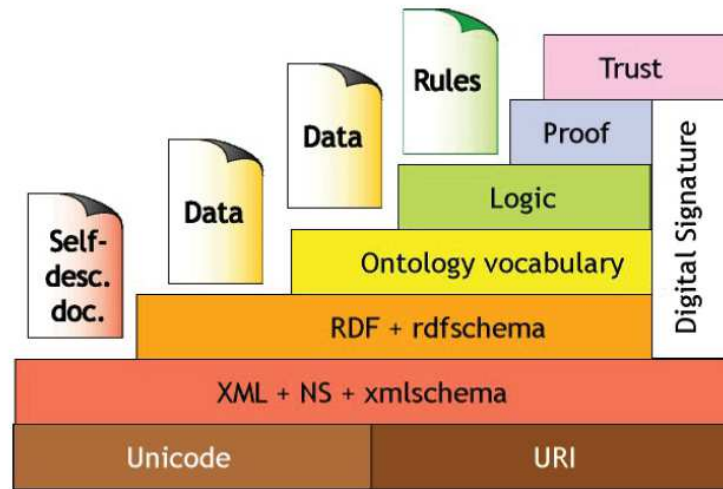 Trust
Rules
Proof
Data
Logic
Data
Digital Signature
Self-
desc.
doc.
Ontology vocabulary
RDF + rdfschema
XML + NS + xmlschema
Unicode
URI